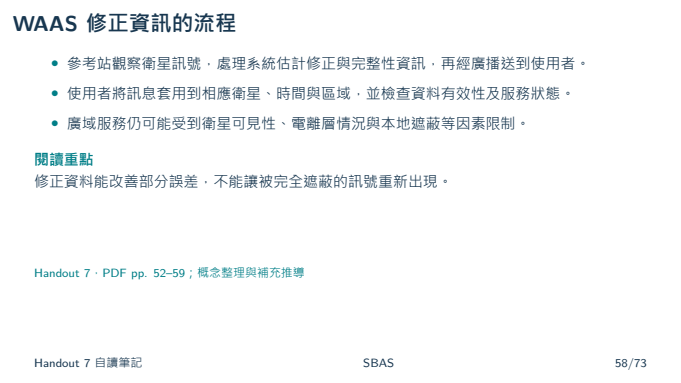 WAAS 修正資訊的流程
• 參考站觀察衛星訊號，處理系統估計修正與完整性資訊，再經廣播送到使用者。
• 使用者將訊息套用到相應衛星、時間與區域，並檢查資料有效性及服務狀態。
• 廣域服務仍可能受到衛星可見性、電離層情況與本地遮蔽等因素限制。
閱讀重點
修正資料能改善部分誤差，不能讓被完全遮蔽的訊號重新出現。
Handout 7 · PDF pp. 52–59；概念整理與補充推導
Handout 7 自讀筆記
SBAS
58/73